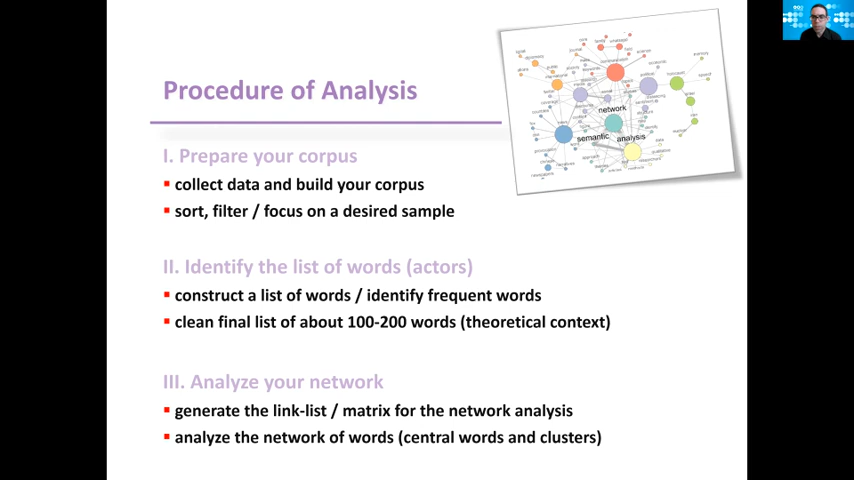 Procedure of Analysis
I. Prepare your corpus
▪ collect data and build your corpus
▪ sort, filter / focus on a desired sample
II. Identify the list of words (actors)
▪ construct a list of words / identify frequent words
▪ clean final list of about 100-200 words (theoretical context)
III. Analyze your network
▪ generate the link-list / matrix for the network analysis
▪ analyze the network of words (central words and clusters)
network
semantic
analysis